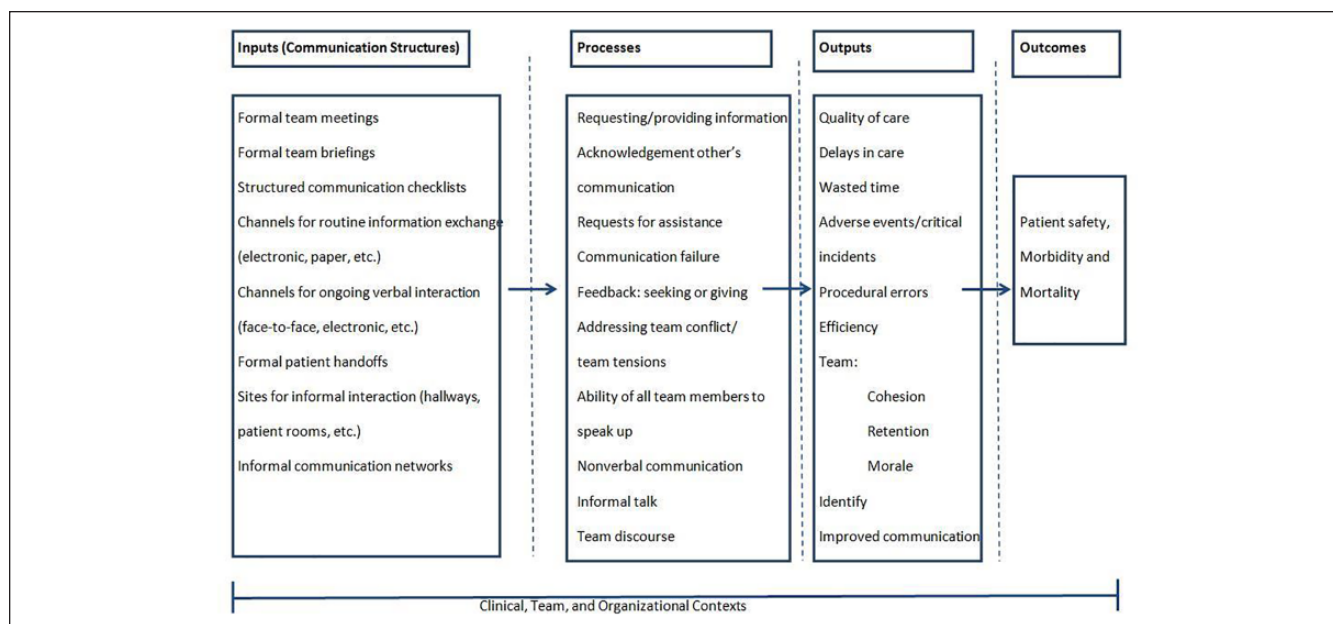 Inputs (Communication Structures)
Processes
Outputs
Outcomes
Formal team meetings
Formal team briefings
Structured communication checklists
Channels for routine information exchange
(electronic, paper, etc.)
Channels for ongoing verbal interaction
(face-to-face, electronic, etc.)
Formal patient handoffs
Sites for informal interaction (hallways,
patient rooms, etc.)
Informal communication networks
Requesting/providing information
Acknowledgement other's
communication
Requests for assistance
Communication failure
Feedback: seeking or giving
Addressing team conflict/
team tensions
Ability of all team members to
speak up
Nonverbal communication
Informal talk
Team discourse
Quality of care
Delays in care
Wasted time
Adverse events/critical
incidents
Procedural errors
Efficiency
Team:
Cohesion
Retention
Morale
Identify
Improved communication
Patient safety,
Morbidity and
Mortality
Clinical, Team, and Organizational Contexts